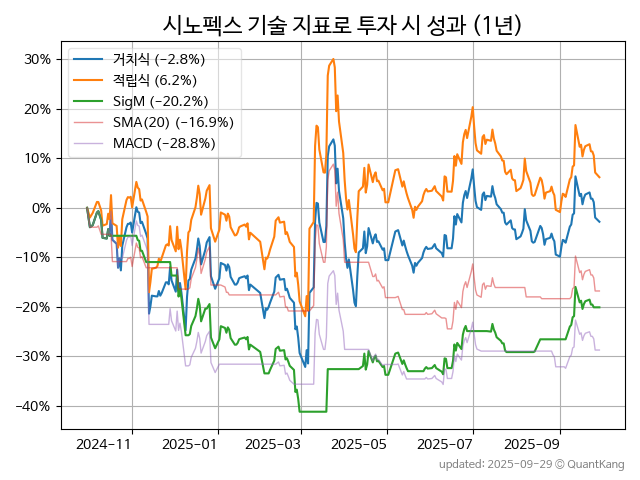 시노펙스 기술 지표로 투자 시 성과 (1년)
거치식 (−2.8%)
적립식 (6.2%)
SigM (−20.2%)
SMA(20) (−16.9%)
MACD (−28.8%)
30%
20%
10%
0%
−10%
−20%
−30%
−40%
2024-11 2025-01 2025-03 2025-05 2025-07 2025-09
updated: 2025-09-29 © QuantKang